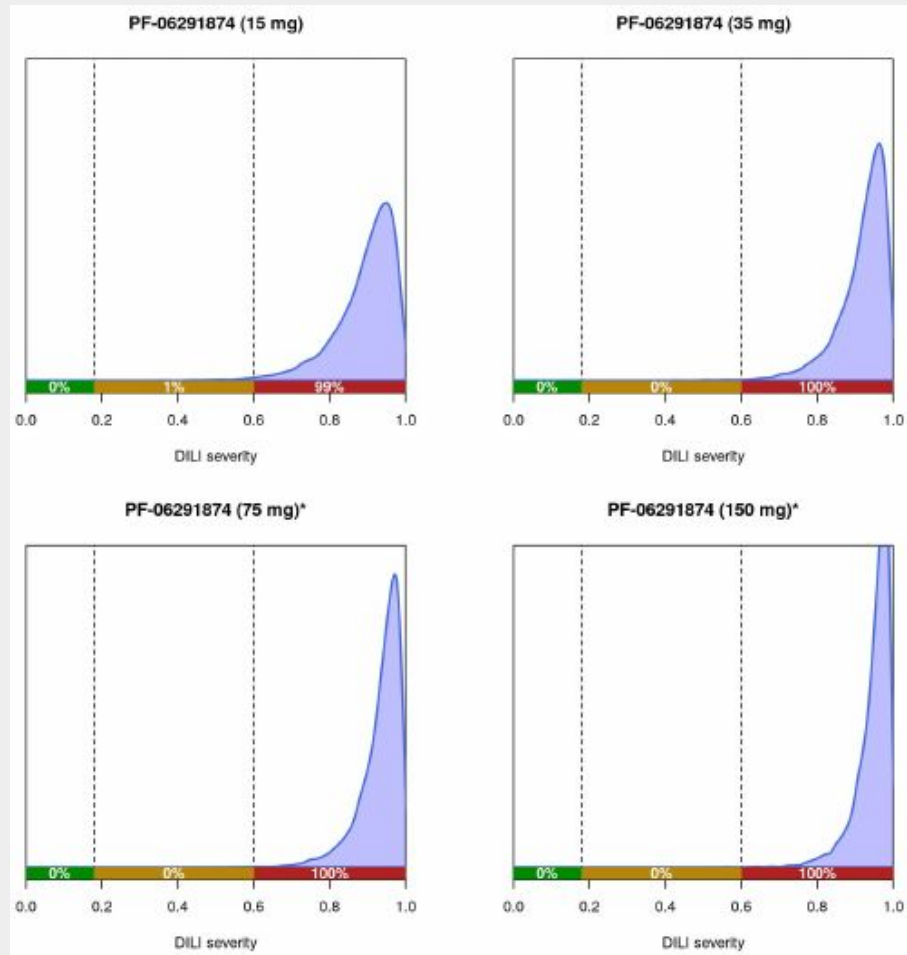 PF-06291874 (15 mg)
0% 1% 99%
0.0 0.2 0.4 0.6 0.8 1.0
DILI severity
PF-06291874 (35 mg)
0% 0% 100%
0.0 0.2 0.4 0.6 0.8 1.0
DILI severity
PF-06291874 (75 mg)*
0% 0% 100%
0.0 0.2 0.4 0.6 0.8 1.0
DILI severity
PF-06291874 (150 mg)*
0% 0% 100%
0.0 0.2 0.4 0.6 0.8 1.0
DILI severity